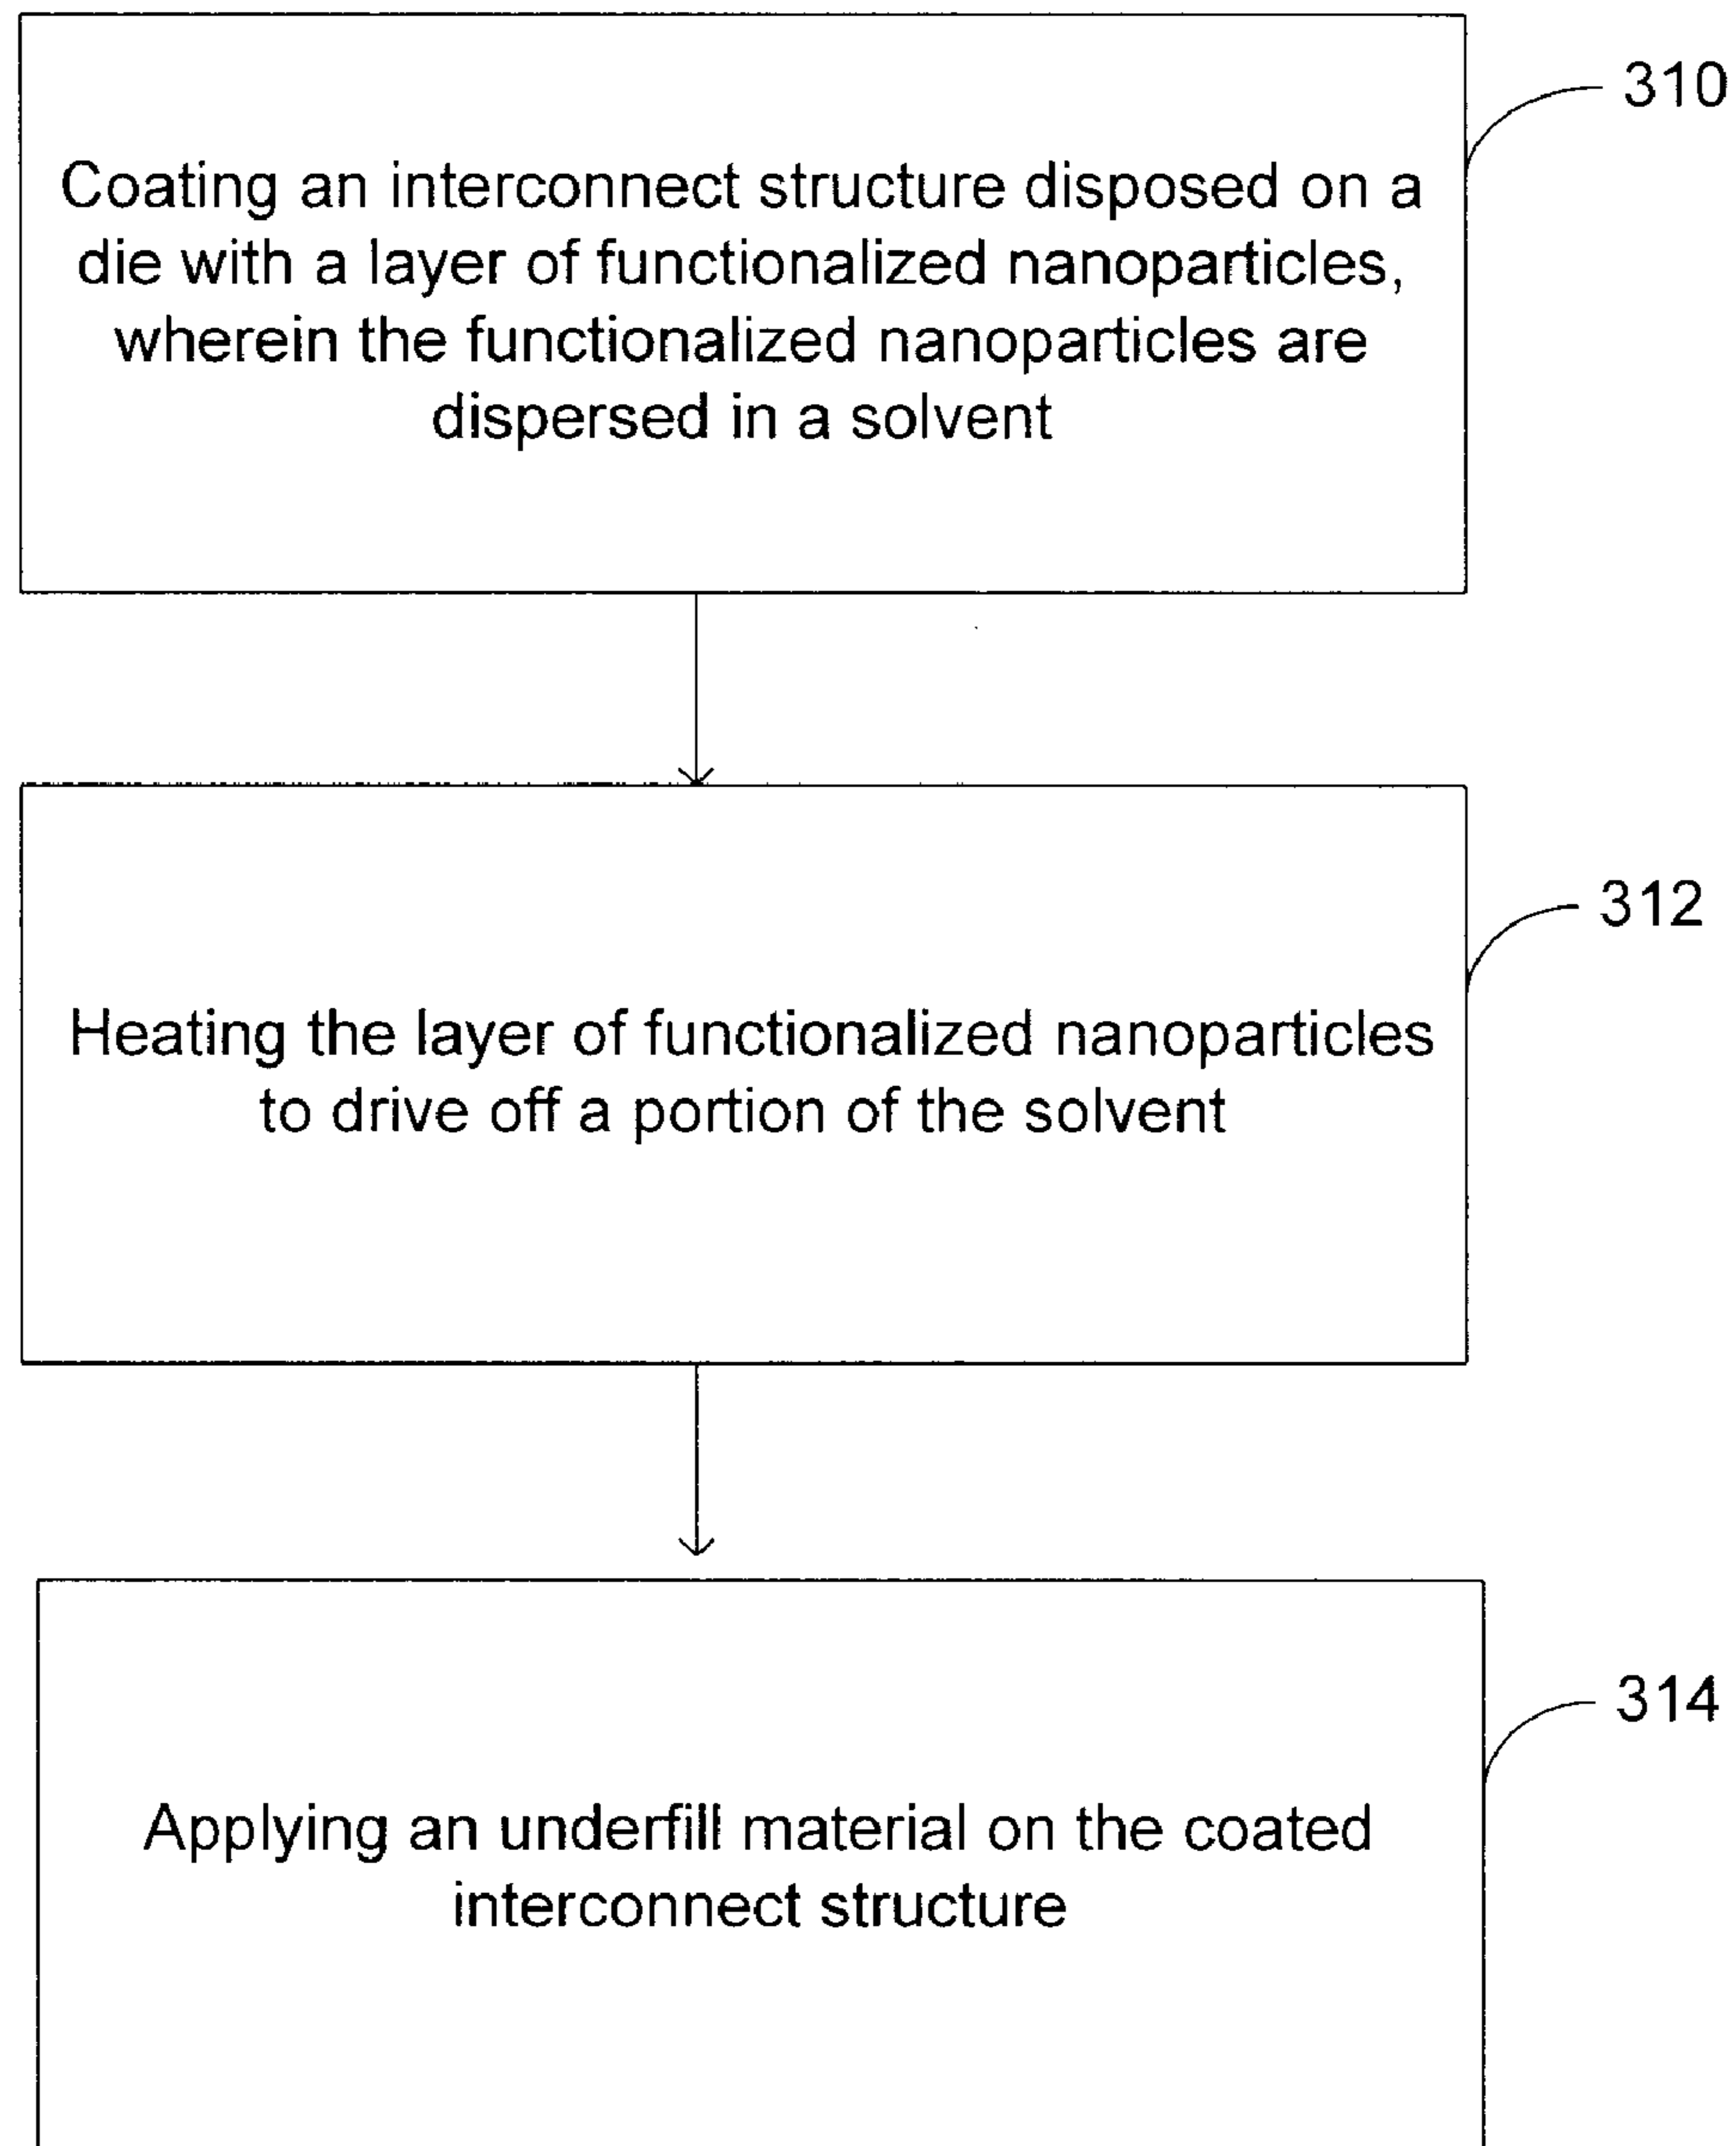 310
Coating an interconnect structure disposed on a
die with a layer of functionalized nanoparticles,
wherein the functionalized nanoparticles are
dispersed in a solvent
312
Heating the layer of functionalized nanoparticles
to drive off a portion of the solvent
314
Applying an underfill material on the coated
interconnect structure